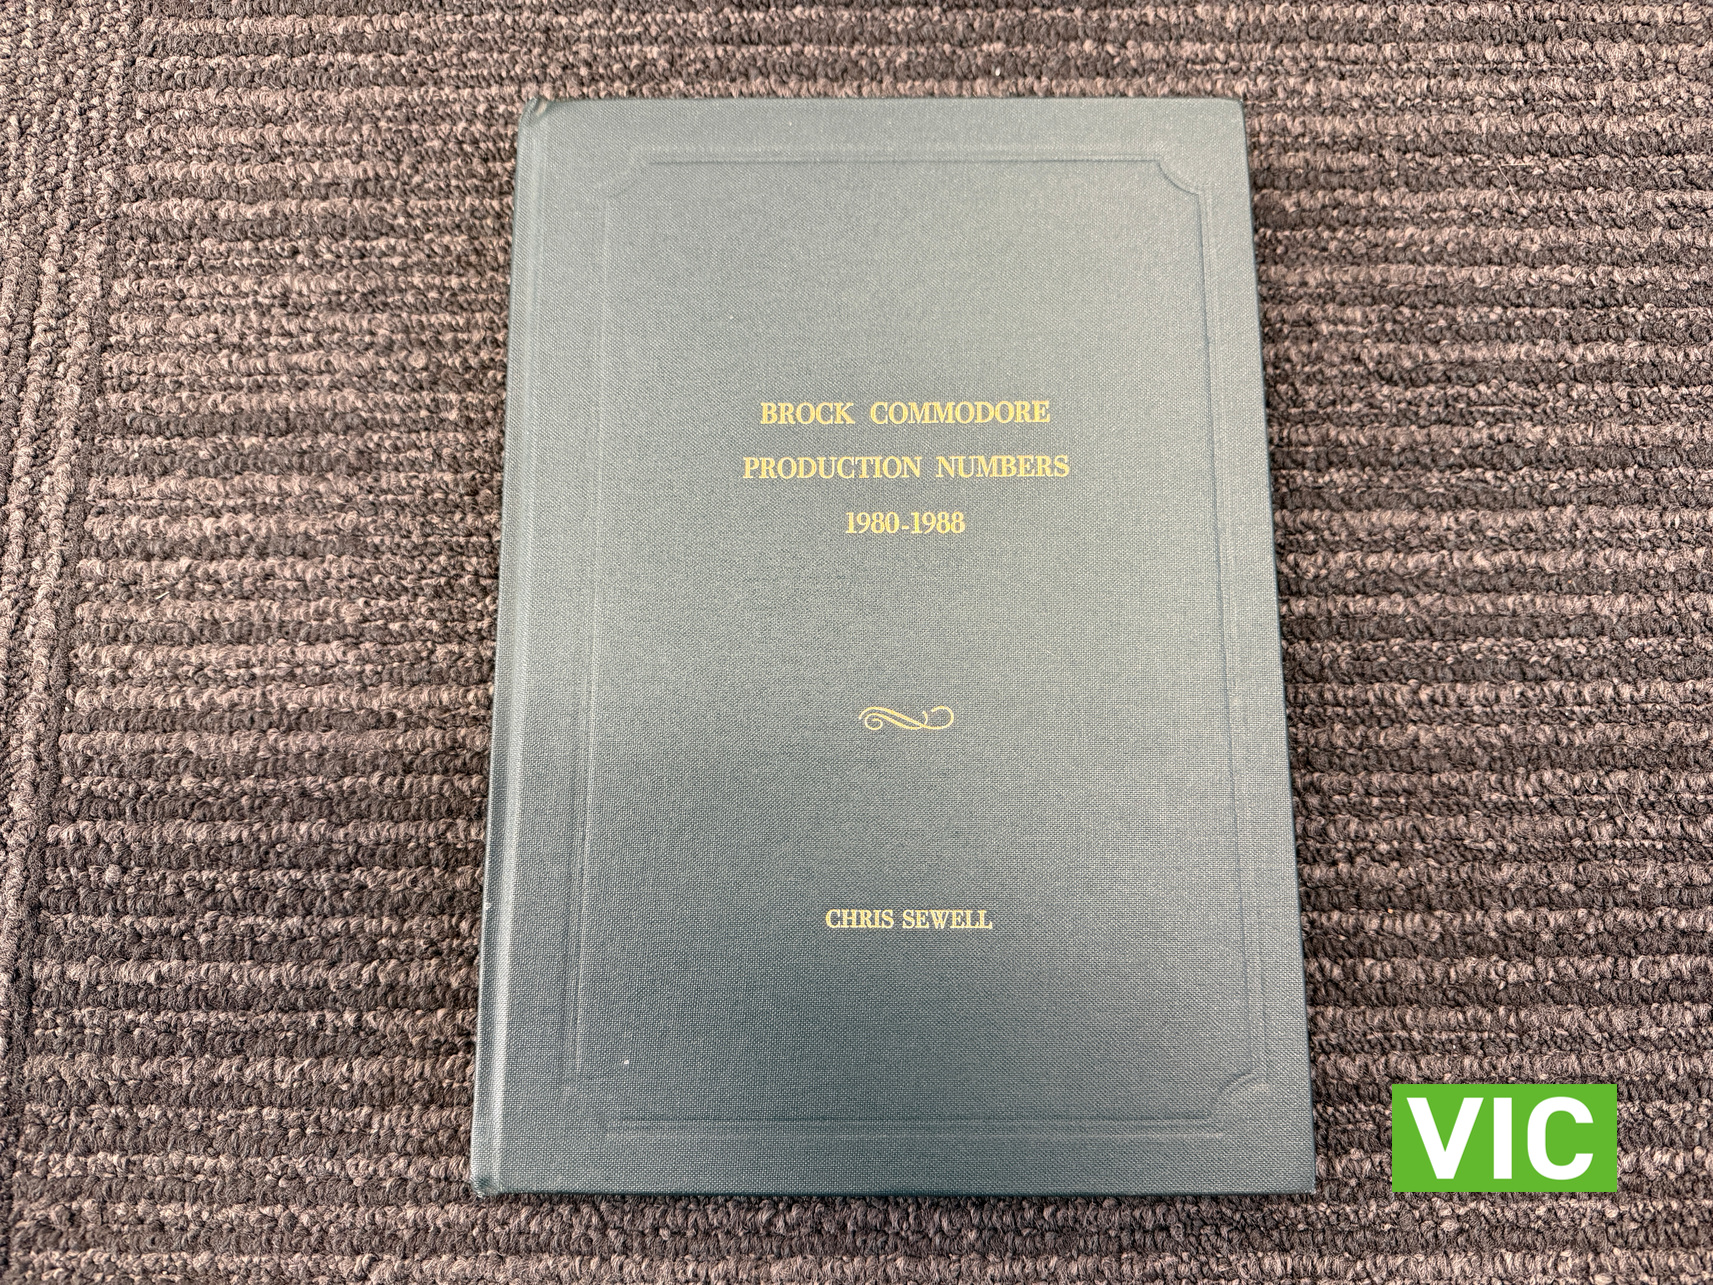 BROCK COMMODORE
PRODUCTION NUMBERS
1980-1988
CHRIS SEWELL
VIC